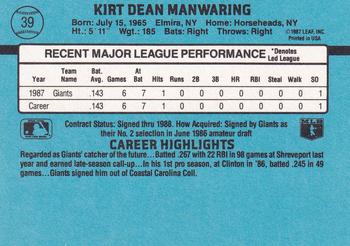 39
KIRT DEAN MANWARING
Born: July 15, 1965 Elmira, NY Home: Horseheads, NY
Ht.: 5' 11" Wgt.: 185 Bats: Right Throws: Right
© 1987 LEAF, INC.
Printed in USA
RECENT MAJOR LEAGUE PERFORMANCE *Denotes Led League
Year Team Name Bat. Avg. G At Bat Hits Runs 2B 3B HR RBI Steal Walks SO
1987 Giants .143 6 7 1 0 0 0 0 0 0 0 1
Career .143 6 7 1 0 0 0 0 0 0 0 1
Contract Status: Signed thru 1988. How Acquired: Signed by Giants as
their No. 2 selection in June 1986 amateur draft
CAREER HIGHLIGHTS
Regarded as Giants' catcher of the future... Batted .267 with 22 RBI in 98 games at Shreveport last
year and earned late-season call-up... In his 1st pro season, at Clinton in '86, batted .245 in 49
games...Star him out of Coastal Carolina Coll.